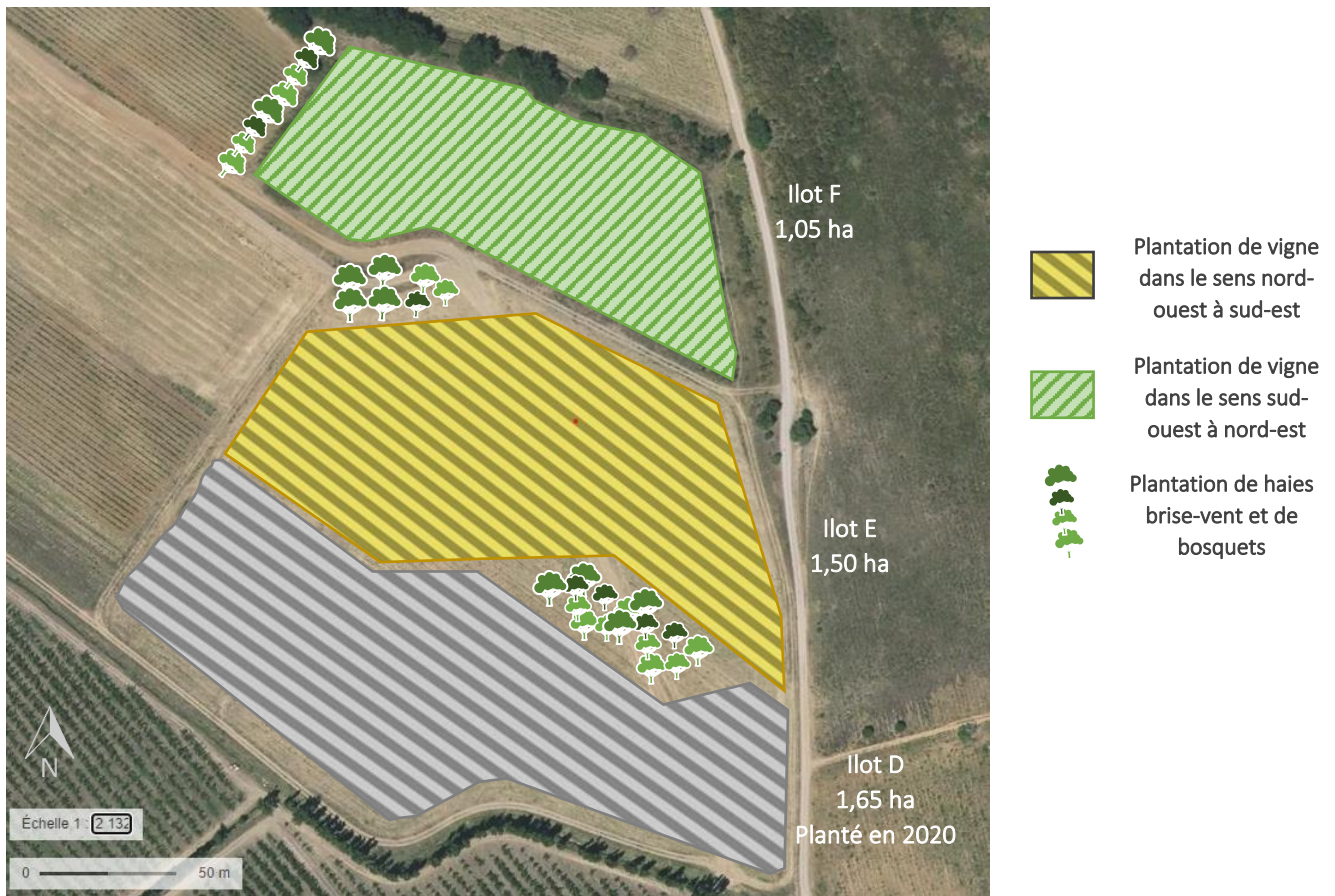 Ilot F
1,05 ha
Ilot E
1,50 ha
Ilot D
1,65 ha
Planté en 2020
N
Échelle 1 : 2 132
0 50 m
Plantation de vigne
dans le sens nord-
ouest à sud-est
Plantation de vigne
dans le sens sud-
ouest à nord-est
Plantation de haies
brise-vent et de
bosquets